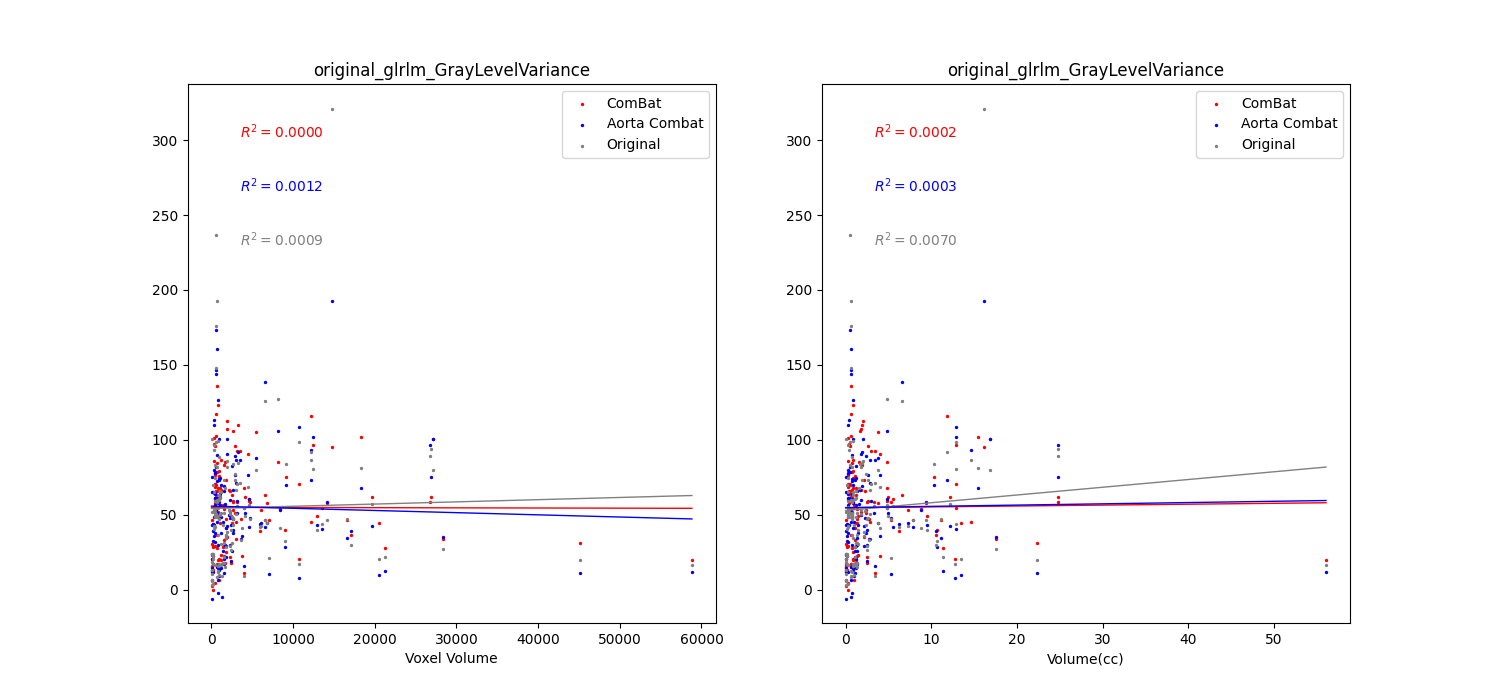 original_glrlm_GrayLevelVariance
ComBat
Aorta Combat
Original
R² = 0.0000
R² = 0.0012
R² = 0.0009
300
250
200
150
100
50
0
0 10000 20000 30000 40000 50000 60000
Voxel Volume
original_glrlm_GrayLevelVariance
ComBat
Aorta Combat
Original
R² = 0.0002
R² = 0.0003
R² = 0.0070
300
250
200
150
100
50
0
0 10 20 30 40 50
Volume(cc)